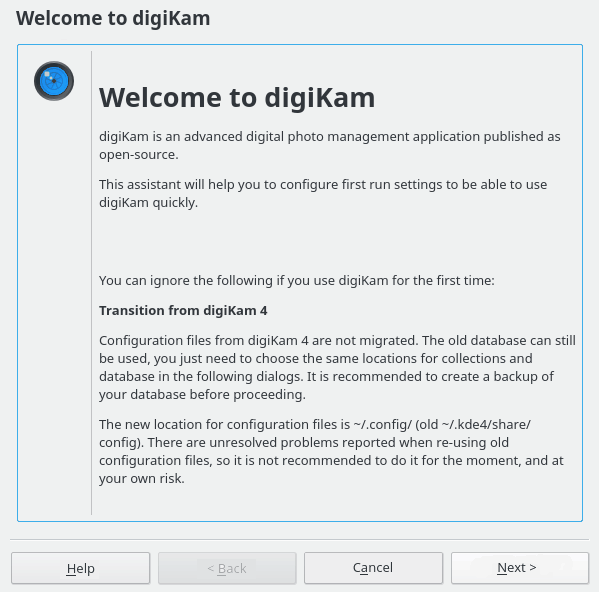 Welcome to digiKam
Welcome to digiKam
digiKam is an advanced digital photo management application published as
open-source.
This assistant will help you to configure first run settings to be able to use
digiKam quickly.
You can ignore the following if you use digiKam for the first time:
Transition from digiKam 4
Configuration files from digiKam 4 are not migrated. The old database can still
be used, you just need to choose the same locations for collections and
database in the following dialogs. It is recommended to create a backup of
your database before proceeding.
The new location for configuration files is ~/.config/ (old ~/.kde4/share/
config). There are unresolved problems reported when re-using old
configuration files, so it is not recommended to do it for the moment, and at
your own risk.
Help
< Back
Cancel
Next >